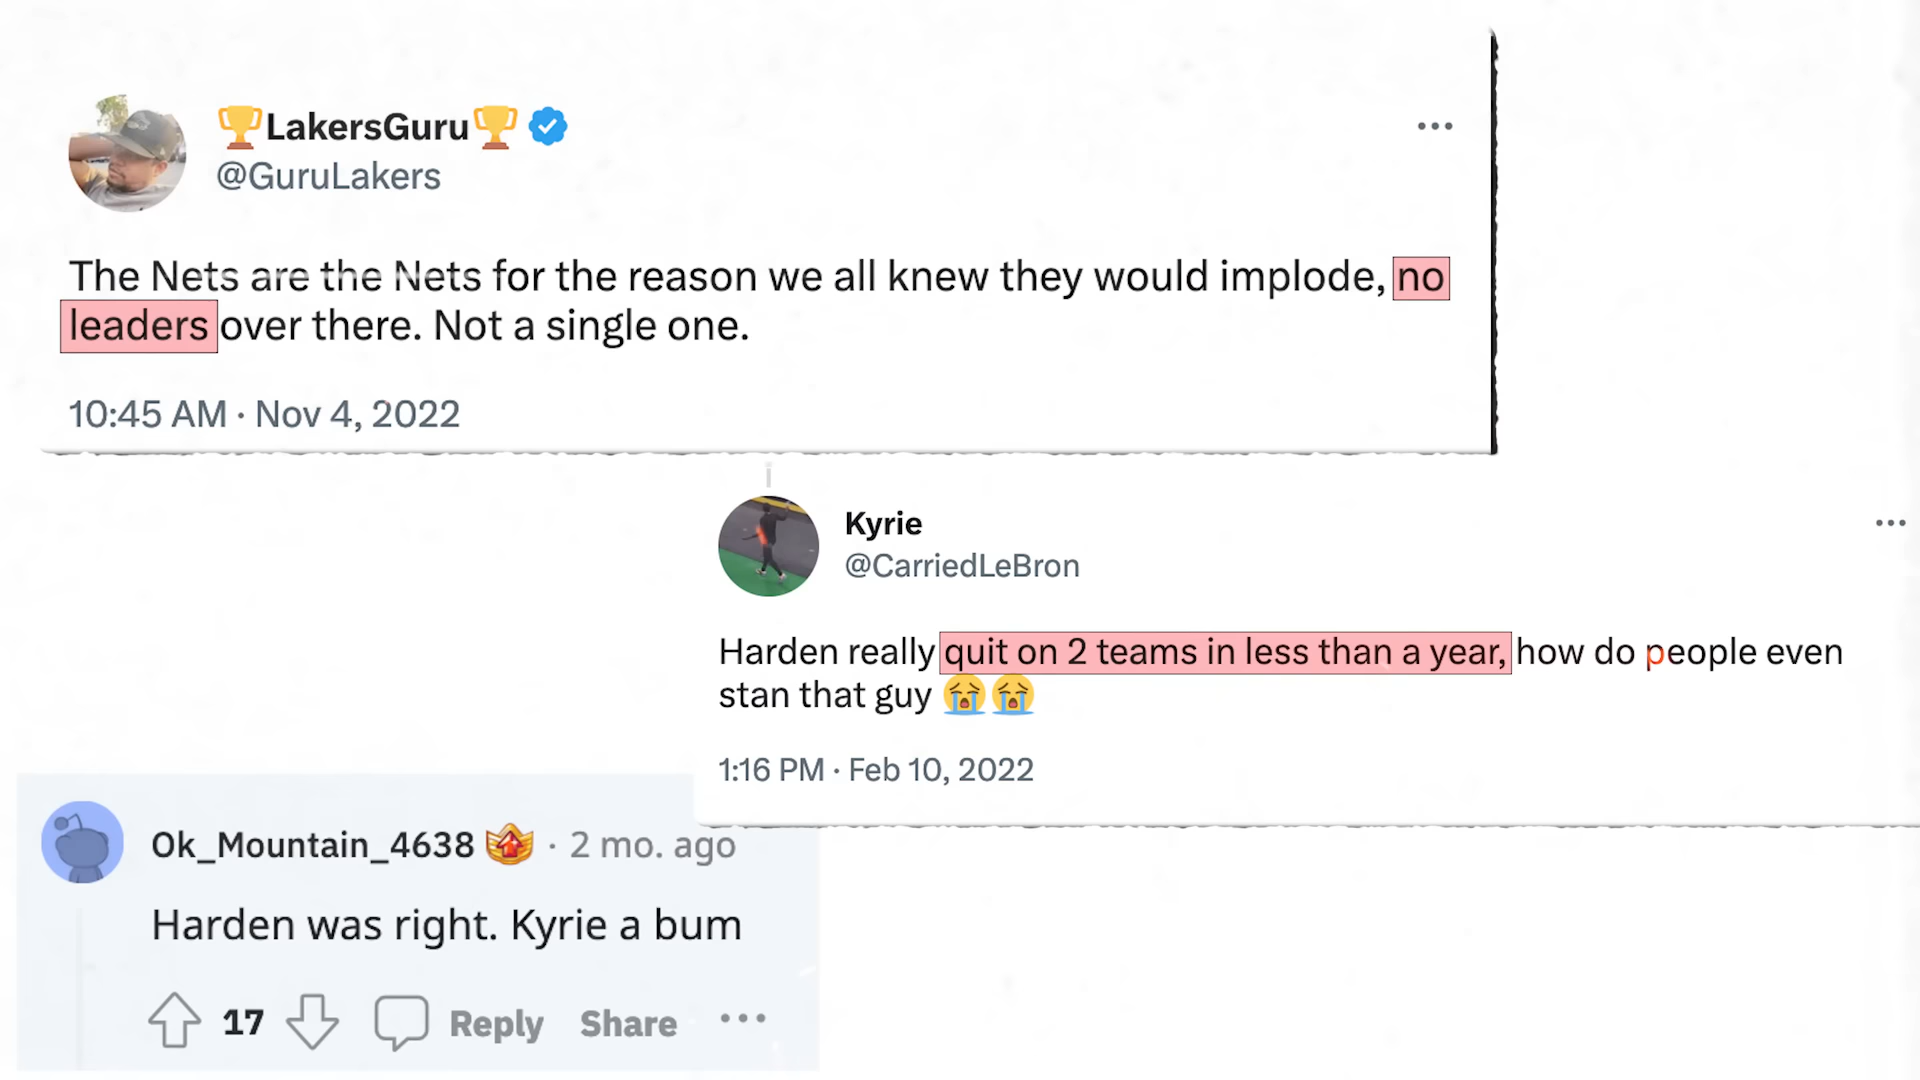 🏆LakersGuru🏆
@GuruLakers
The Nets are the Nets for the reason we all knew they would implode, no
leaders over there. Not a single one.
10:45 AM · Nov 4, 2022
Kyrie
@CarriedLeBron
Harden really quit on 2 teams in less than a year, how do people even
stan that guy 😭😭
1:16 PM · Feb 10, 2022
Ok_Mountain_4638 · 2 mo. ago
Harden was right. Kyrie a bum
17 Reply Share